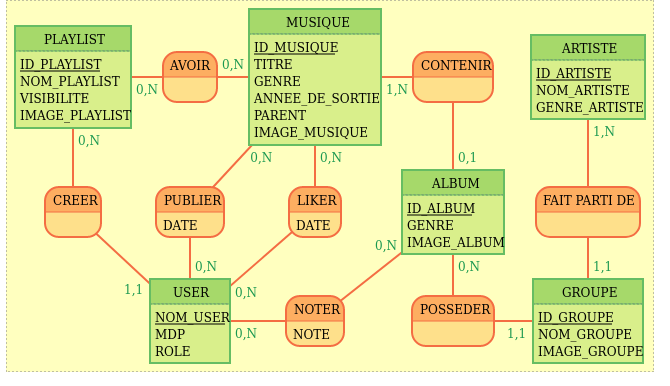 PLAYLIST
ID_PLAYLIST
NOM_PLAYLIST
VISIBILITE
IMAGE_PLAYLIST
AVOIR
0,N
0,N
MUSIQUE
ID_MUSIQUE
TITRE
GENRE
ANNEE_DE_SORTIE
PARENT
IMAGE_MUSIQUE
CONTENIR
1,N
ARTISTE
ID_ARTISTE
NOM_ARTISTE
GENRE_ARTISTE
0,N
0,N
0,N
0,1
1,N
CREER
PUBLIER
DATE
LIKER
DATE
ALBUM
ID_ALBUM
GENRE
IMAGE_ALBUM
FAIT PARTI DE
0,N
0,N
0,N
1,1
1,1
0,N
USER
NOM_USER
MDP
ROLE
0,N
NOTER
NOTE
POSSEDER
1,1
GROUPE
ID_GROUPE
NOM_GROUPE
IMAGE_GROUPE